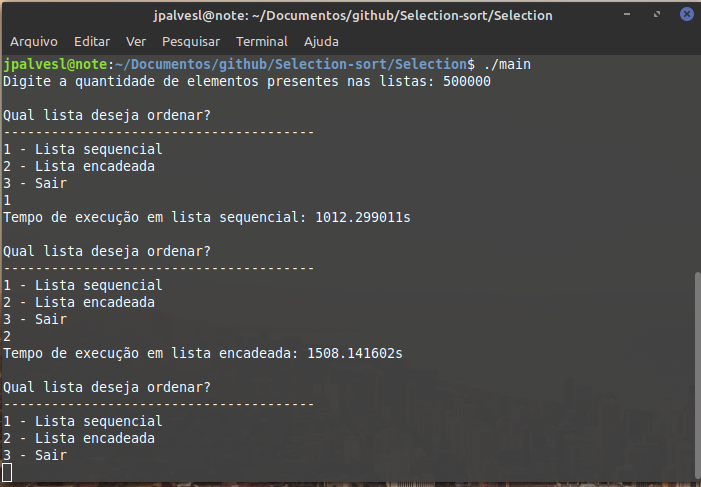 jpalvesl@note: ~/Documentos/github/Selection-sort/Selection
Arquivo Editar Ver Pesquisar Terminal Ajuda
jpalvesl@note:~/Documentos/github/Selection-sort/Selection$ ./main
Digite a quantidade de elementos presentes nas listas: 500000

Qual lista deseja ordenar?
--------------------------------------
1 - Lista sequencial
2 - Lista encadeada
3 - Sair
1
Tempo de execução em lista sequencial: 1012.299011s

Qual lista deseja ordenar?
--------------------------------------
1 - Lista sequencial
2 - Lista encadeada
3 - Sair
2
Tempo de execução em lista encadeada: 1508.141602s

Qual lista deseja ordenar?
--------------------------------------
1 - Lista sequencial
2 - Lista encadeada
3 - Sair